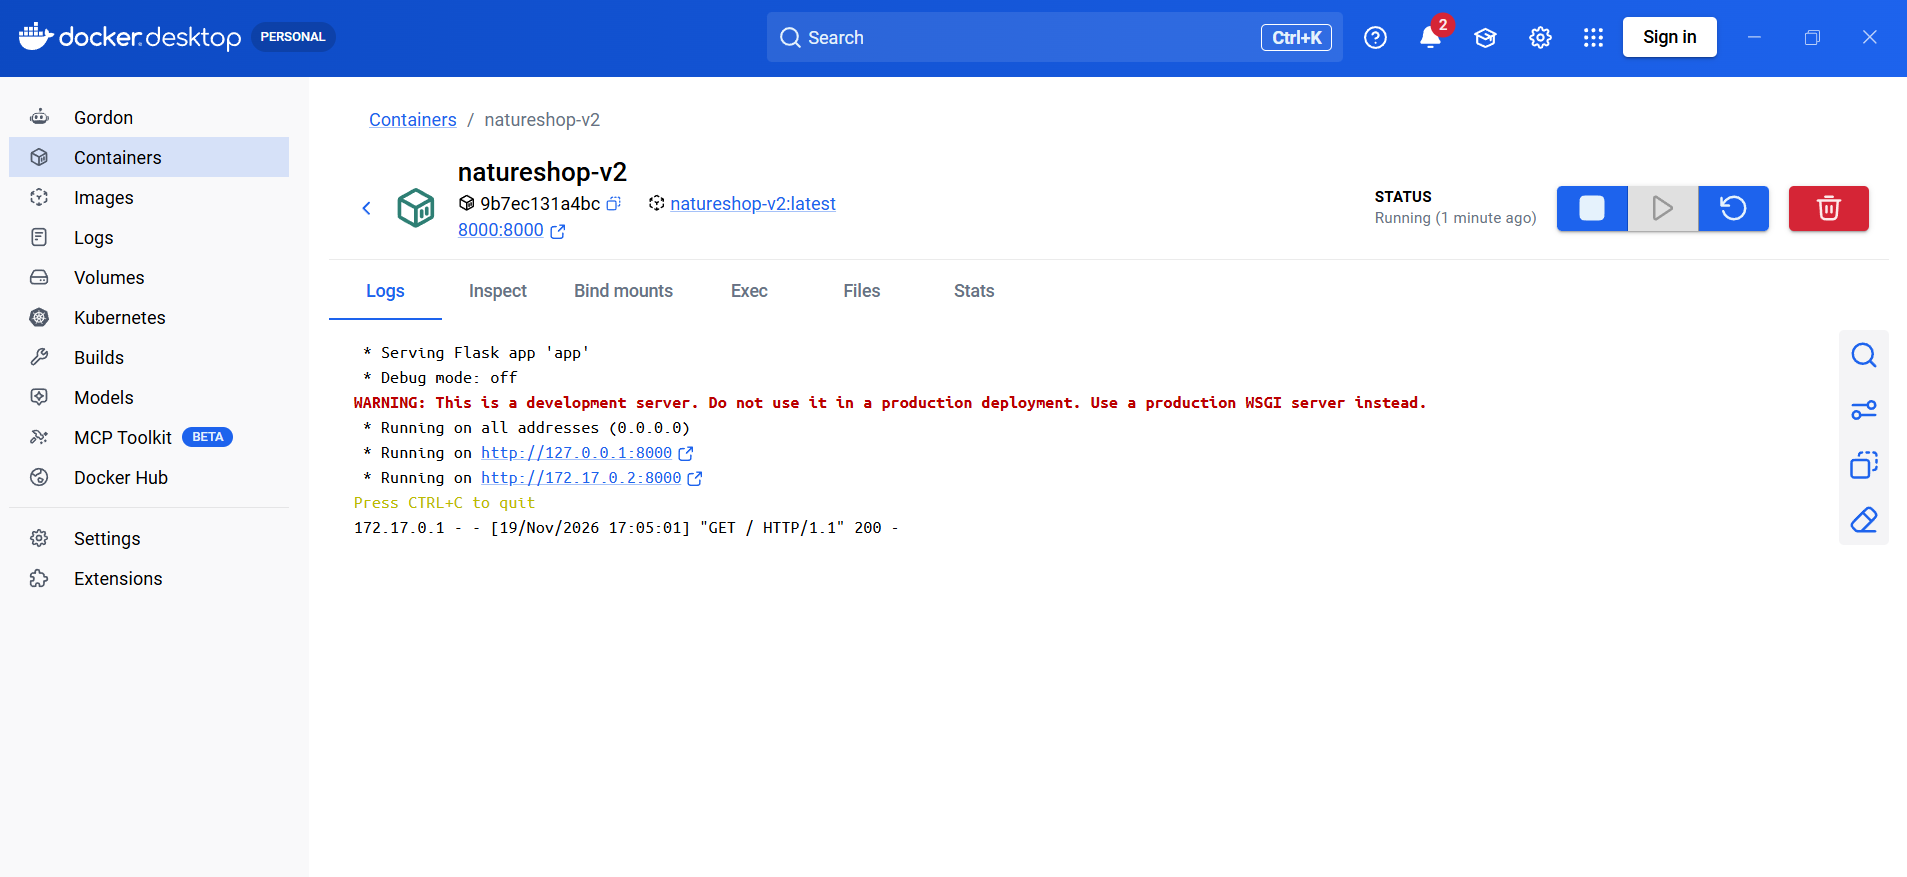 docker.desktop PERSONAL
Search Ctrl+K
2
Sign in
Gordon
Containers
Images
Logs
Volumes
Kubernetes
Builds
Models
MCP Toolkit BETA
Docker Hub
Settings
Extensions
Containers / natureshop-v2
natureshop-v2
9b7ec131a4bc natureshop-v2:latest
8000:8000
STATUS
Running (1 minute ago)
Logs Inspect Bind mounts Exec Files Stats
* Serving Flask app 'app'
* Debug mode: off
WARNING: This is a development server. Do not use it in a production deployment. Use a production WSGI server instead.
* Running on all addresses (0.0.0.0)
* Running on http://127.0.0.1:8000
* Running on http://172.17.0.2:8000
Press CTRL+C to quit
172.17.0.1 - - [19/Nov/2026 17:05:01] "GET / HTTP/1.1" 200 -